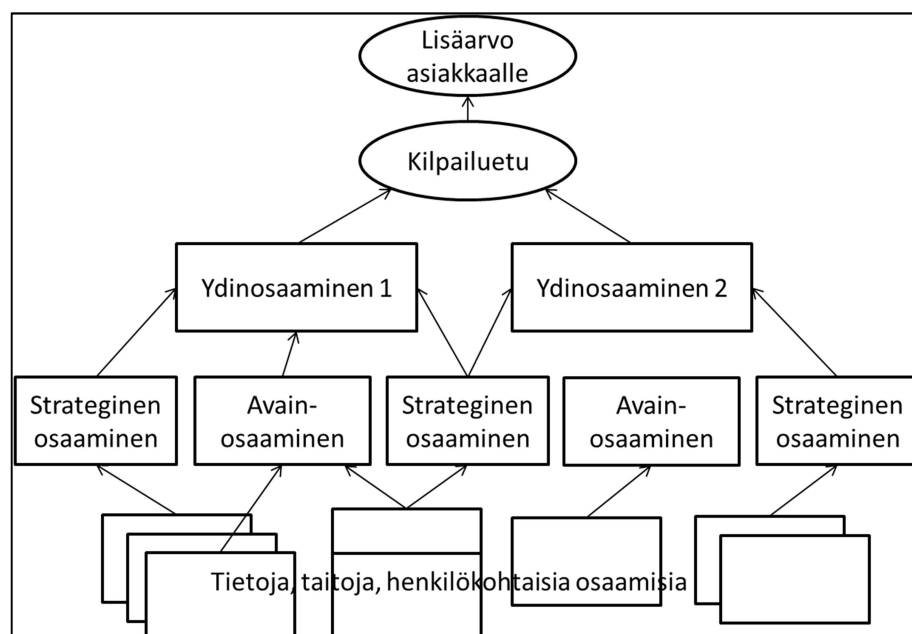 Lisäarvo
asiakkaalle
Kilpailuetu
Ydinosaaminen 1
Ydinosaaminen 2
Strateginen
osaaminen
Avain-
osaaminen
Strateginen
osaaminen
Avain-
osaaminen
Strateginen
osaaminen
Tietoja, taitoja, henkilökohtaisia osaamisia